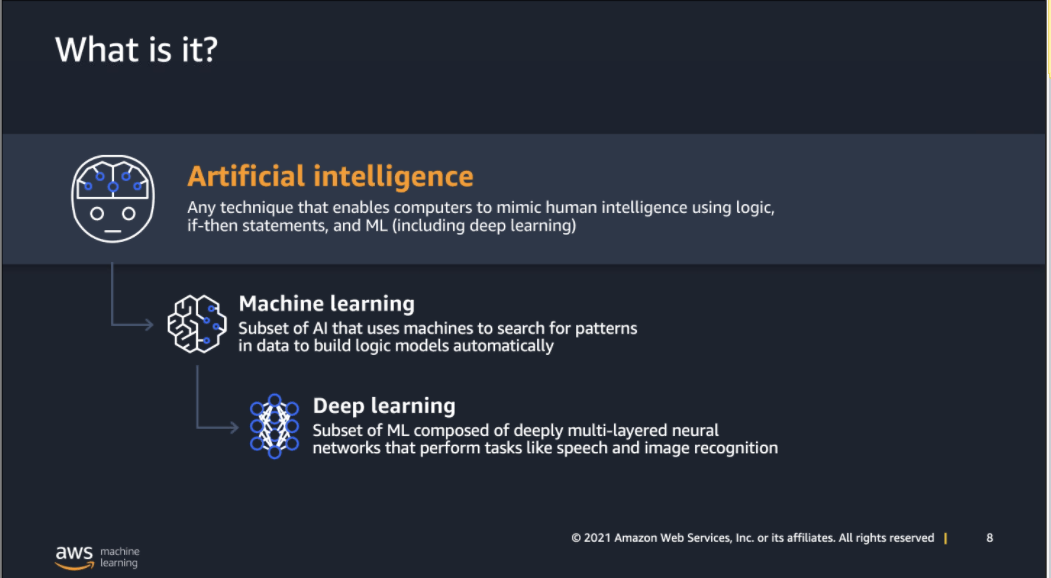 What is it?
Artificial intelligence
Any technique that enables computers to mimic human intelligence using logic,
if-then statements, and ML (including deep learning)
Machine learning
Subset of AI that uses machines to search for patterns
in data to build logic models automatically
Deep learning
Subset of ML composed of deeply multi-layered neural
networks that perform tasks like speech and image recognition
© 2021 Amazon Web Services, Inc. or its affiliates. All rights reserved | 8
aws machine
learning